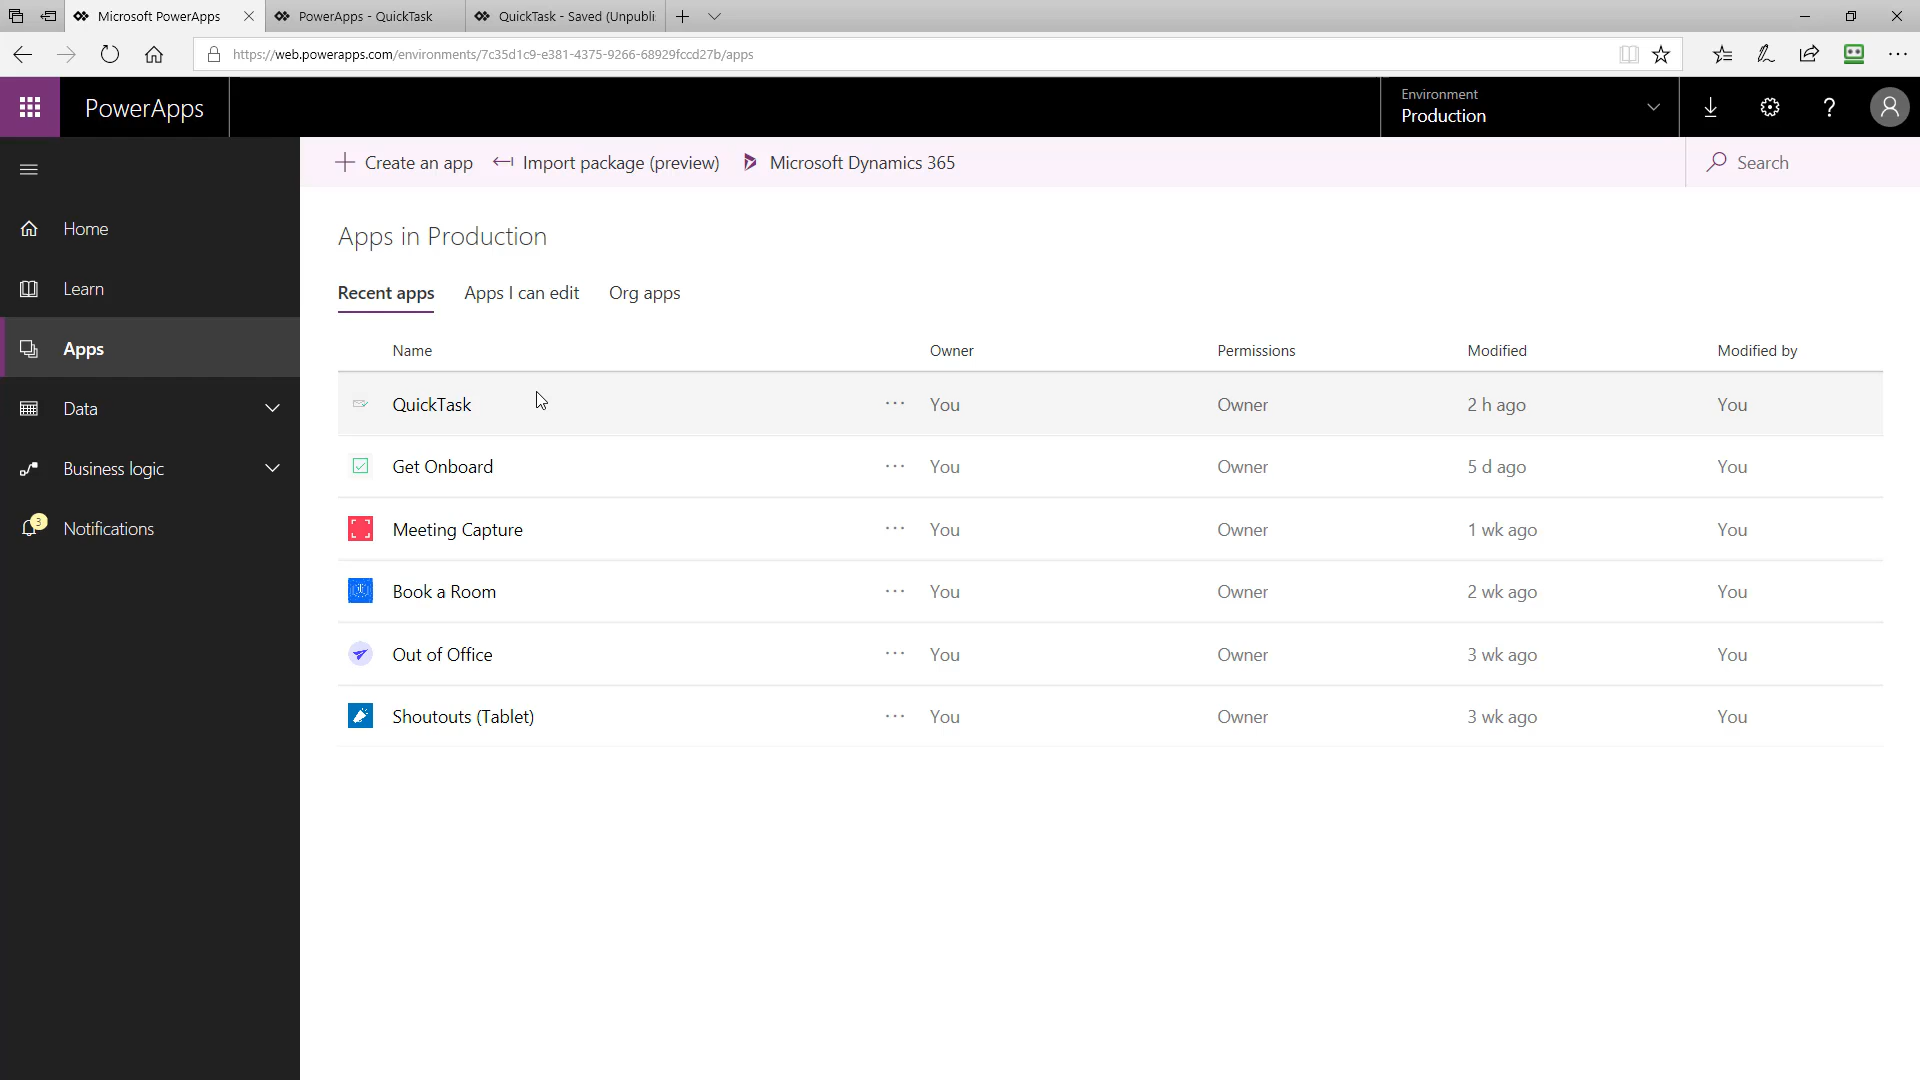 Microsoft PowerApps
PowerApps - QuickTask
QuickTask - Saved (Unpubli
https://web.powerapps.com/environments/7c35d1c9-e381-4375-9266-68929fccd27b/apps
PowerApps
Environment
Production
?
Create an app
Import package (preview)
Microsoft Dynamics 365
Search
Home
Learn
Apps
Data
Business logic
3
Notifications
Apps in Production
Recent apps
Apps I can edit
Org apps
Name Owner Permissions Modified Modified by
QuickTask ... You Owner 2 h ago You
Get Onboard ... You Owner 5 d ago You
Meeting Capture ... You Owner 1 wk ago You
Book a Room ... You Owner 2 wk ago You
Out of Office ... You Owner 3 wk ago You
Shoutouts (Tablet) ... You Owner 3 wk ago You